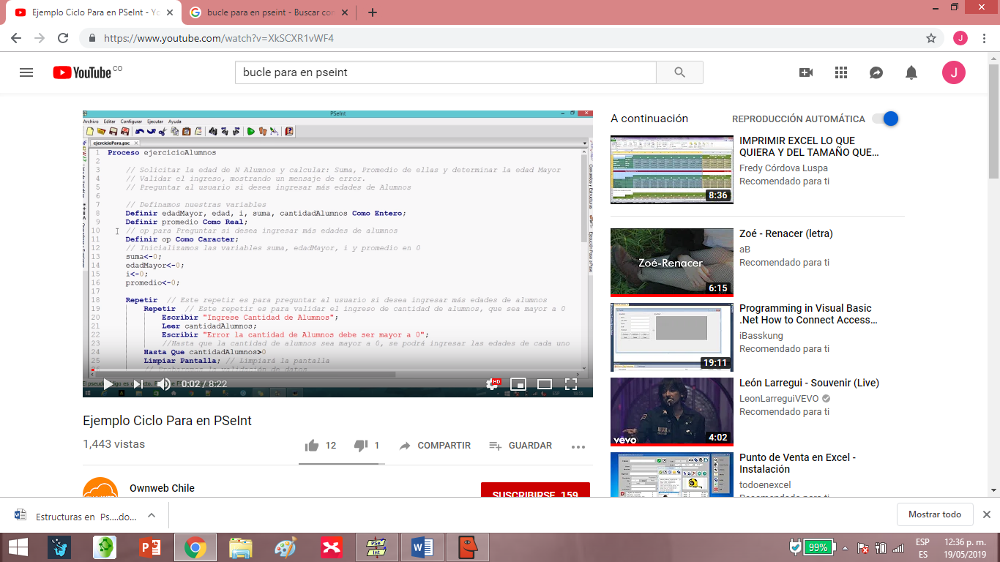 Ejemplo Ciclo Para en PSeInt - Yo
bucle para en pseint - Buscar con
https://www.youtube.com/watch?v=XkSCXR1vWF4
J
YouTube CO
bucle para en pseint
J
PSeInt
Archivo Editar Configurar Ejecutar Ayuda
ejercicioPara.psc
1 Proceso ejercicioAlumnos
2
3 // Solicitar la edad de N Alumnos y calcular: Suma, Promedio de ellas y determinar la edad Mayor
4 // Validar el ingreso, mostrando un mensaje de error.
5 // Preguntar al usuario si desea ingresar más edades de Alumnos
6
7 // Definamos nuestras variables
8 Definir edadMayor, edad, i, suma, cantidadAlumnos Como Entero;
9 Definir promedio Como Real;
10 // op para Preguntar si desea ingresar más edades de alumnos
11 Definir op Como Caracter;
12 // Inicializamos las variables suma, edadMayor, i y promedio en 0
13 suma<-0;
14 edadMayor<-0;
15 i<-0;
16 promedio<-0;
17
18 Repetir // Este repetir es para preguntar al usuario si desea ingresar más edades de alumnos
19 Repetir // Este repetir es para validar el ingreso de cantidad de alumnos, que sea mayor a 0
20 Escribir "Ingrese Cantidad de Alumnos";
21 Leer cantidadAlumnos;
22 Escribir "Error la cantidad de Alumnos debe ser mayor a 0";
23 //Hasta que la cantidad de alumnos sea mayor a 0, se podrá ingresar las edades de cada uno
24 Hasta Que cantidadAlumnos>0
25 Limpiar Pantalla; // Limpiará la pantalla
Comandos y Estructuras
Ejecución Paso a Paso
0:02 / 8:22
HD
Ejemplo Ciclo Para en PSeInt
1,443 vistas
12
1
COMPARTIR
GUARDAR
Ownweb Chile
SUSCRIBIRSE 159
A continuación
REPRODUCCIÓN AUTOMÁTICA
8:36
IMPRIMIR EXCEL LO QUE
QUIERA Y DEL TAMAÑO QUE...
Fredy Córdova Luspa
Recomendado para ti
Zoé-Renacer
6:15
Zoé - Renacer (letra)
aB
Recomendado para ti
19:11
Programming in Visual Basic
.Net How to Connect Access...
iBasskung
Recomendado para ti
vevo
4:02
León Larregui - Souvenir (Live)
LeonLarreguiVEVO
Recomendado para ti
Punto de Venta en Excel -
Instalación
todoenexcel
Recomendado para ti
Estructuras en Ps....do...
Mostrar todo
PSe
Int
99%
ESP
ES
12:36 p. m.
19/05/2019